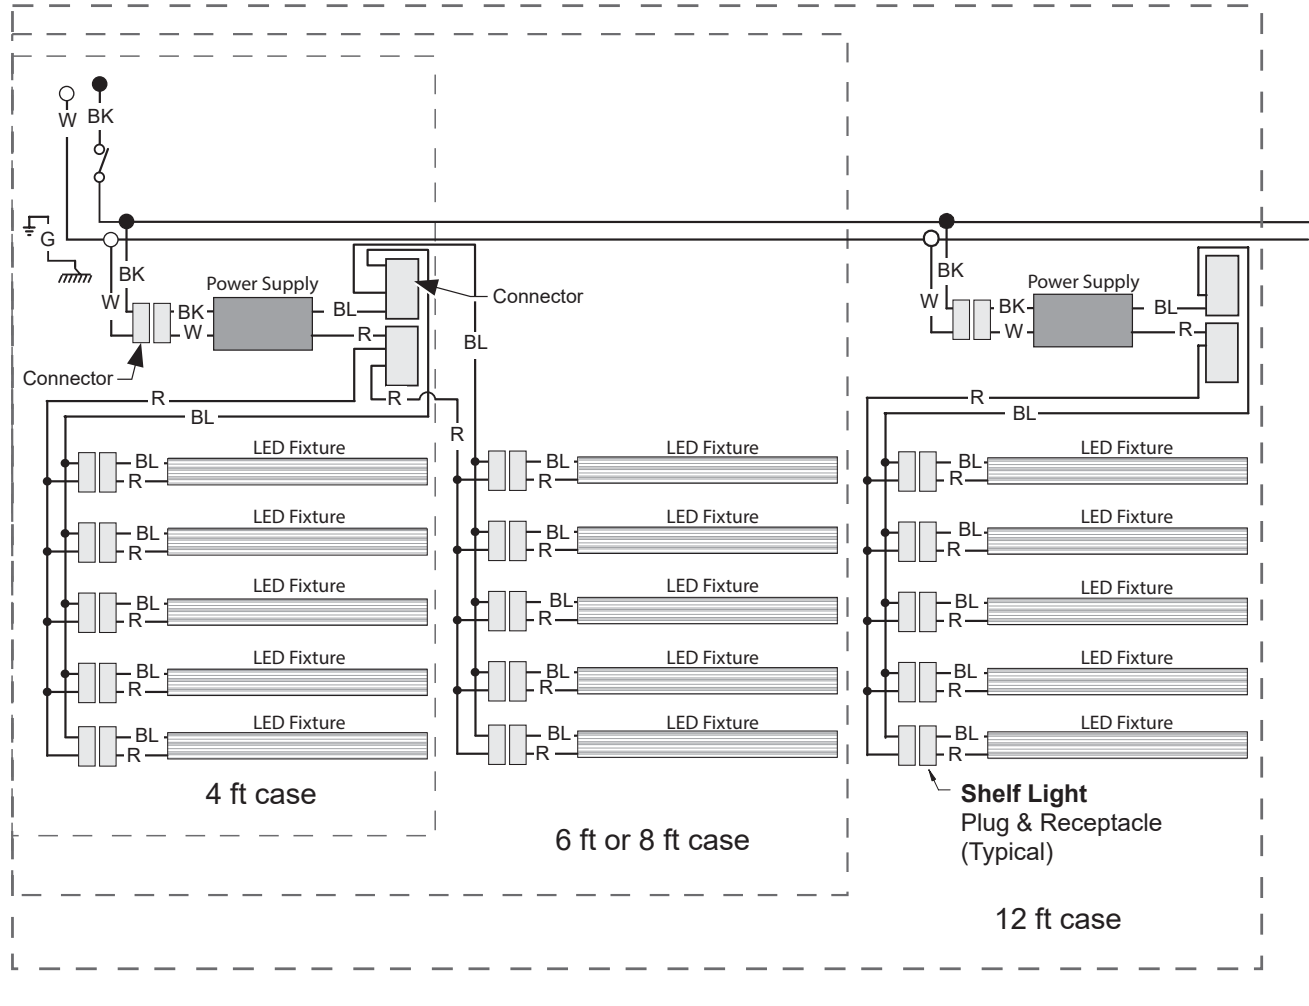 W
BK
G
BK
W
Power Supply
BK
W
BL
R
Connector
Connector
BL
R
R
BL
R
BK
W
Power Supply
BK
W
BL
R
R
BL
LED Fixture
BL
R
LED Fixture
BL
R
LED Fixture
BL
R
LED Fixture
BL
R
LED Fixture
BL
R
LED Fixture
BL
R
LED Fixture
BL
R
LED Fixture
BL
R
LED Fixture
BL
R
LED Fixture
BL
R
LED Fixture
BL
R
LED Fixture
BL
R
LED Fixture
BL
R
LED Fixture
BL
R
LED Fixture
BL
R
4 ft case
6 ft or 8 ft case
Shelf Light
Plug & Receptacle
(Typical)
12 ft case